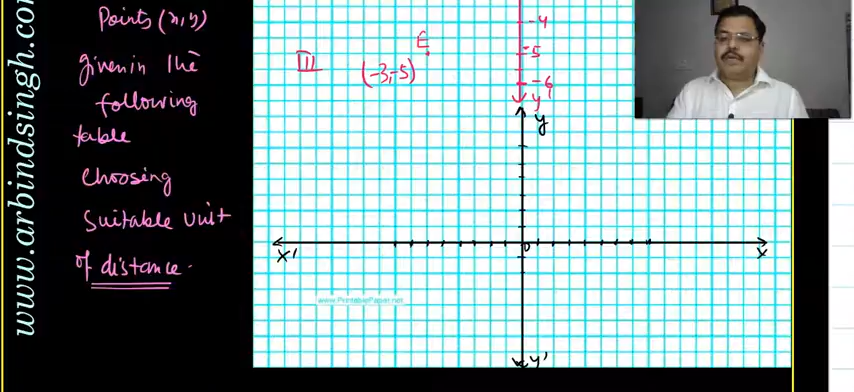 www.arbindsingh.com
Points (x,y)
given in the
following
table
Choosing
Suitable unit
of distance.
III
(-3,-5)
E
-4
-5
-6
y'
y
x'
0
x
y'
www.PrintablePaper.net